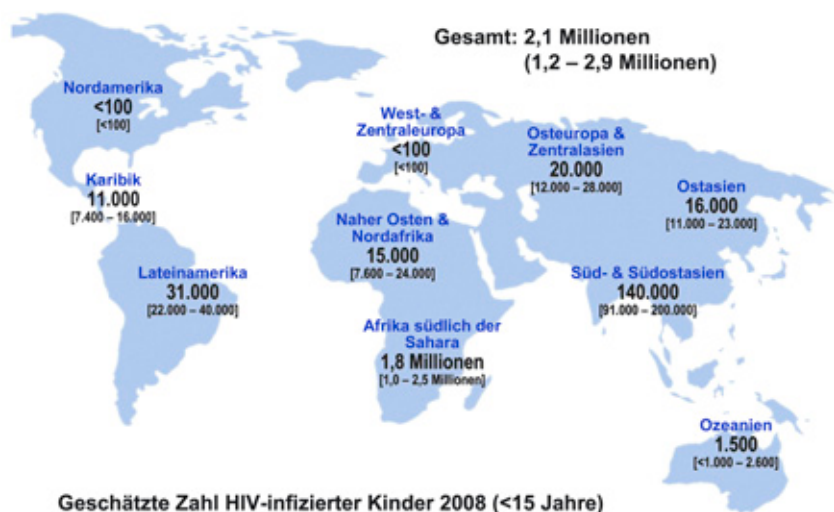 Gesamt: 2,1 Millionen
(1,2 – 2,9 Millionen)
Nordamerika
<100
[<100]
West- &
Zentraleuropa
<100
[<100]
Osteuropa &
Zentralasien
20.000
[12.000 – 28.000]
Karibik
11.000
[7.400 – 16.000]
Ostasien
16.000
[11.000 – 23.000]
Naher Osten &
Nordafrika
15.000
[7.600 – 24.000]
Lateinamerika
31.000
[22.000 – 40.000]
Süd- & Südostasien
140.000
[91.000 – 200.000]
Afrika südlich der
Sahara
1,8 Millionen
[1,0 – 2,5 Millionen]
Ozeanien
1.500
[<1.000 – 2.600]
Geschätzte Zahl HIV-infizierter Kinder 2008 (<15 Jahre)